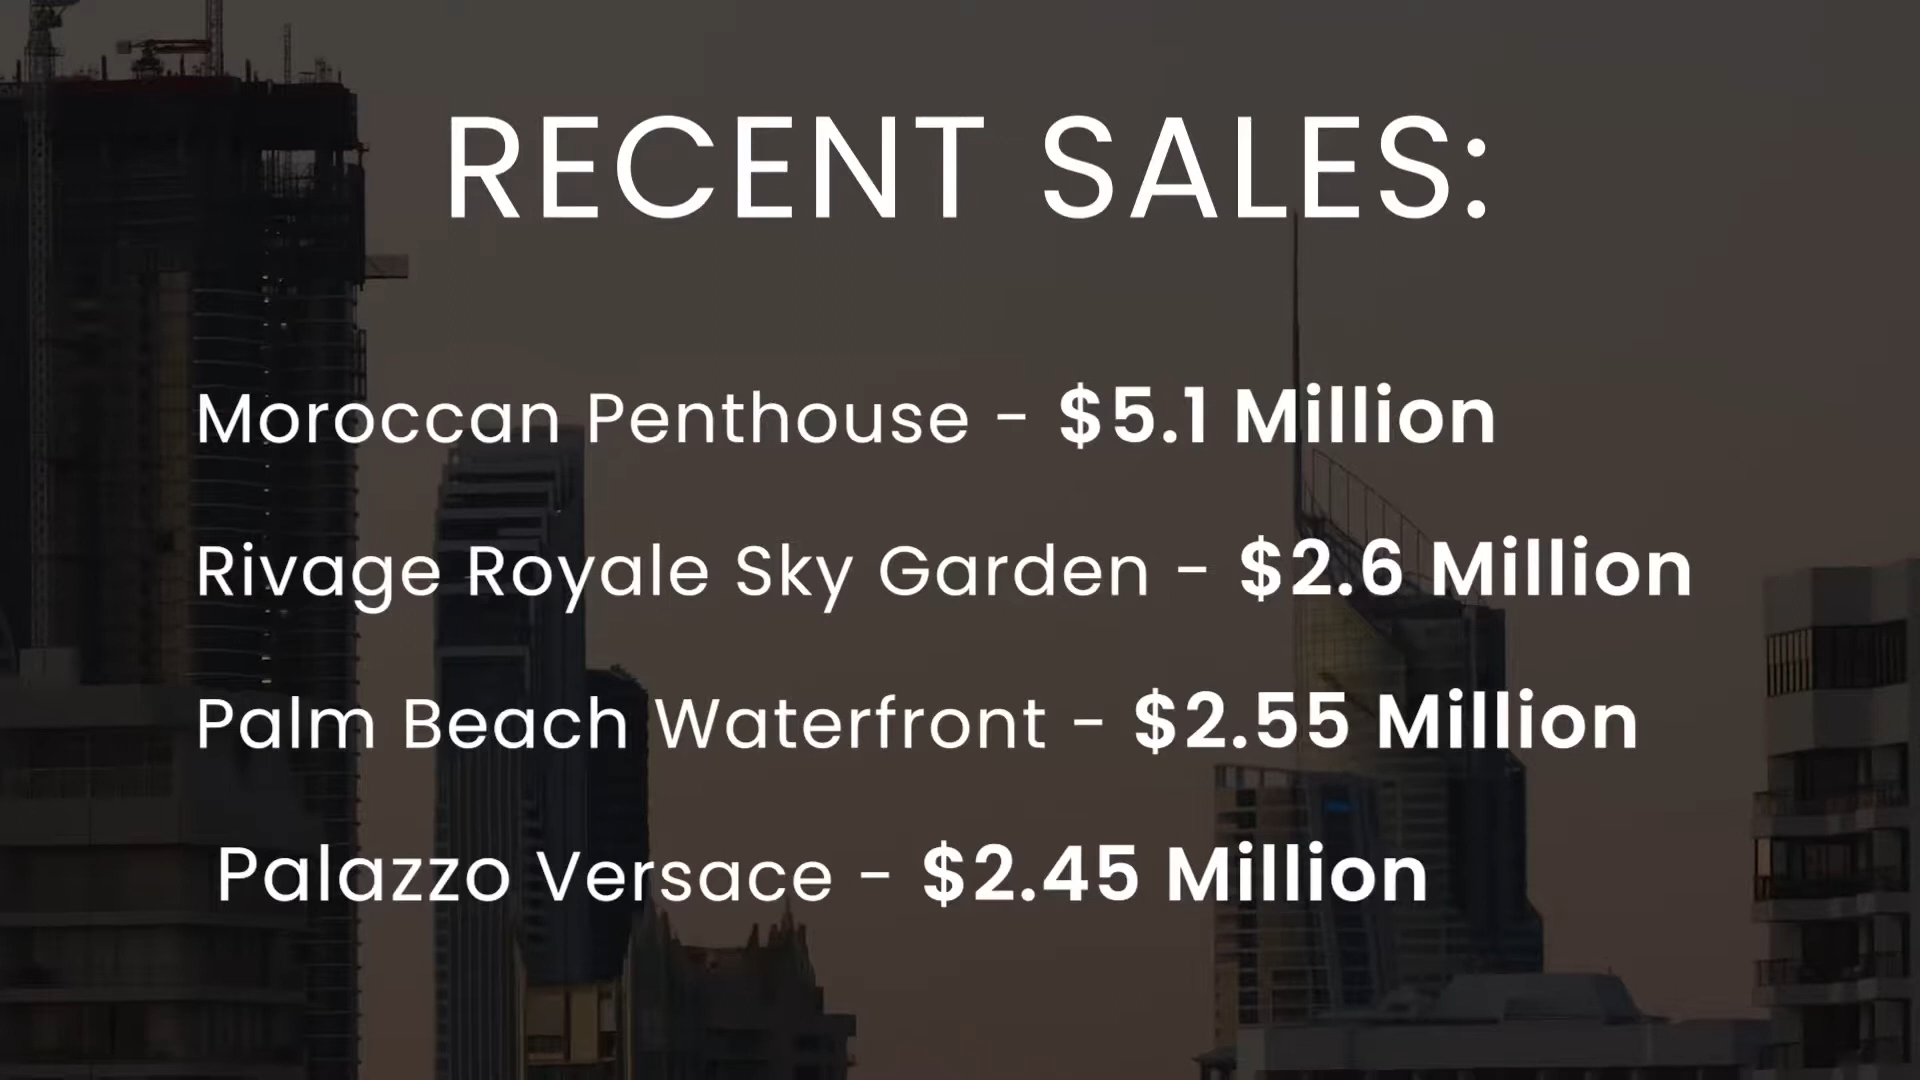 RECENT SALES:
Moroccan Penthouse - $5.1 Million
Rivage Royale Sky Garden - $2.6 Million
Palm Beach Waterfront - $2.55 Million
Palazzo Versace - $2.45 Million